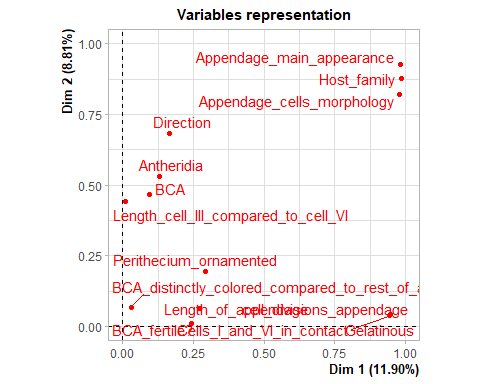 Variables representation
Dim 2 (8.81%)
1.00
0.75
0.50
0.25
0.00
Appendage_main_appearance
Host_family
Appendage_cells_morphology
Direction
Antheridia
BCA
Length_cell_III_compared_to_cell_VI
Perithecium_ornamented
BCA_distinctly_colored_compared_to_rest_of_a
Length_of_appendage
cell_divisions_appendage
BCA_fertile
Cells_I_and_VI_in_contact
Gelatinous
0.00 0.25 0.50 0.75 1.00
Dim 1 (11.90%)